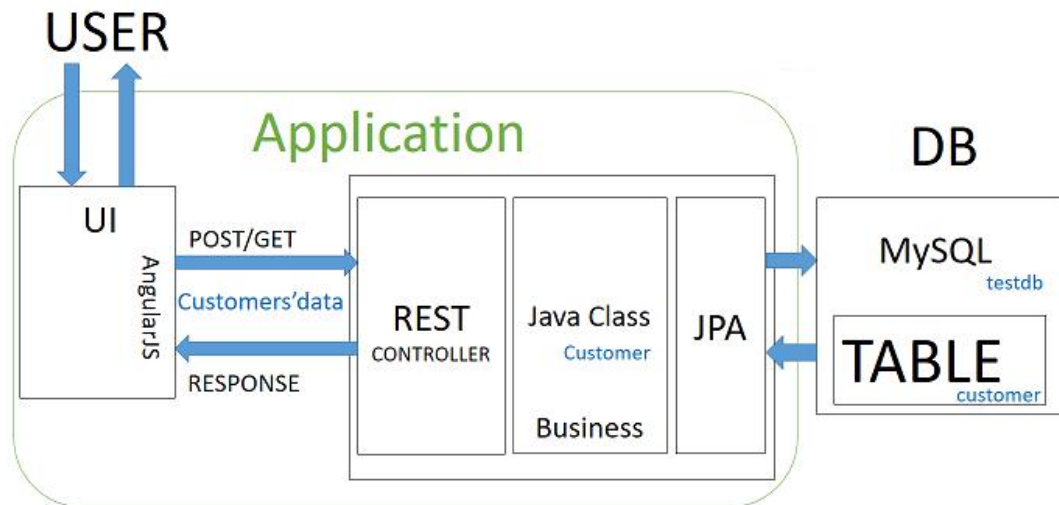 USER
Application
DB
UI
AngularJS
POST/GET
Customers'data
RESPONSE
REST
CONTROLLER
Java Class
Customer
Business
JPA
MySQL
testdb
TABLE
customer